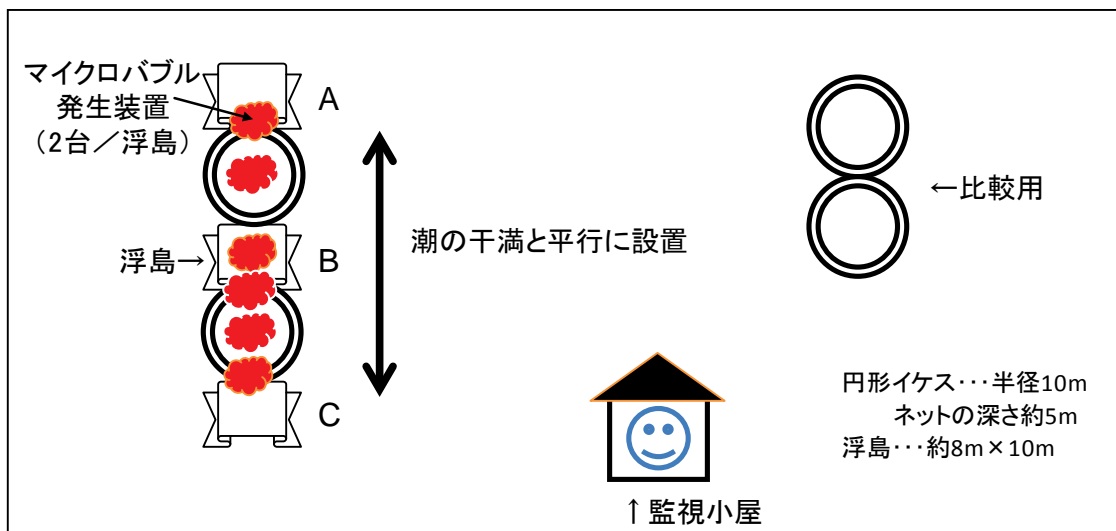 マイクロバブル
発生装置
（2台／浮島）
A
浮島→
B
潮の干満と平行に設置
C
←比較用
円形イケス･･･半径10m
ネットの深さ約5m
浮島･･･約8m×10m
↑監視小屋